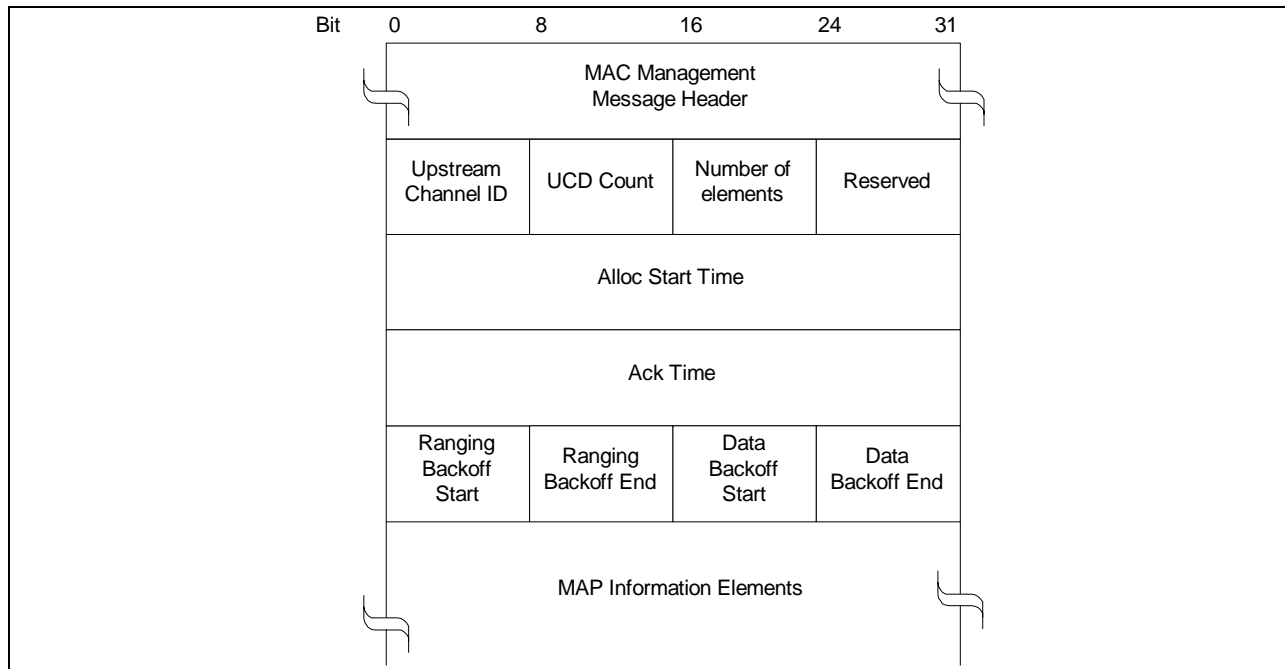 Bit 0 8 16 24 31
MAC Management
Message Header
Upstream
Channel ID
UCD Count
Number of
elements
Reserved
Alloc Start Time
Ack Time
Ranging
Backoff
Start
Ranging
Backoff End
Data
Backoff
Start
Data
Backoff End
MAP Information Elements